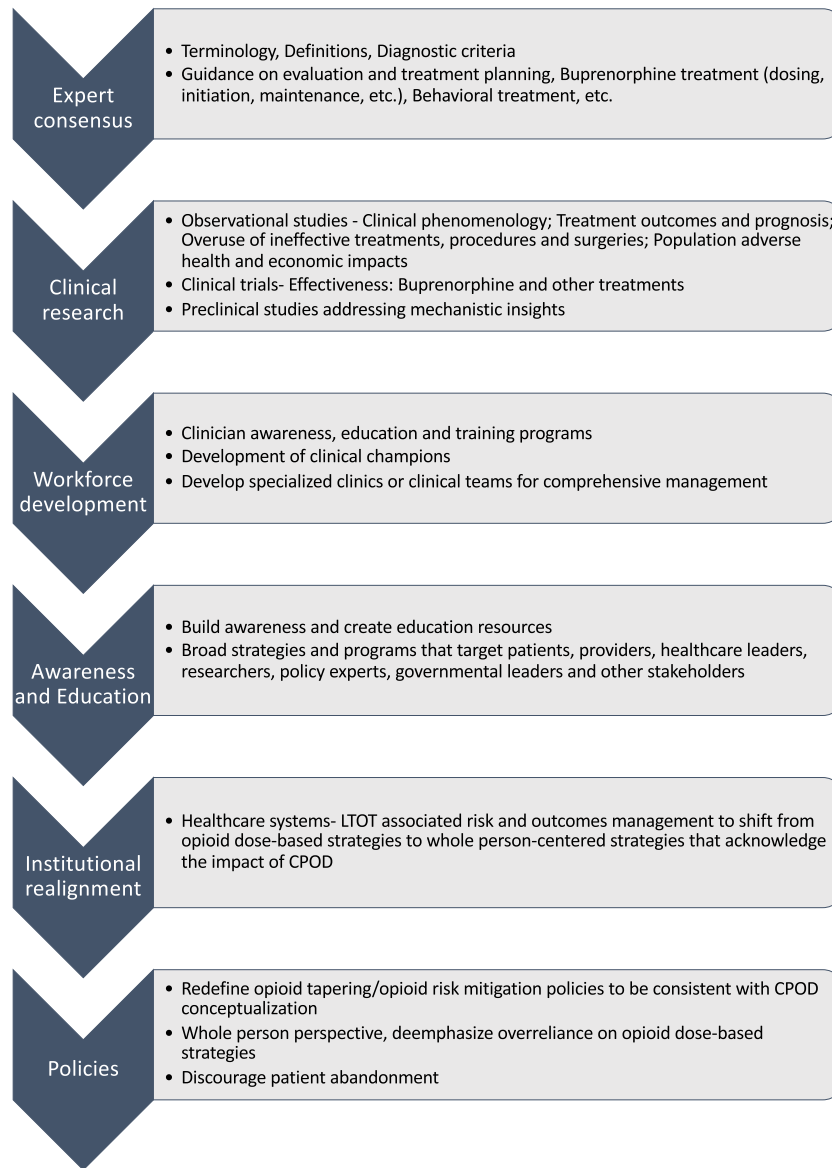 Expert
consensus
• Terminology, Definitions, Diagnostic criteria
• Guidance on evaluation and treatment planning, Buprenorphine treatment (dosing,
initiation, maintenance, etc.), Behavioral treatment, etc.
Clinical
research
• Observational studies - Clinical phenomenology; Treatment outcomes and prognosis;
Overuse of ineffective treatments, procedures and surgeries; Population adverse
health and economic impacts
• Clinical trials- Effectiveness: Buprenorphine and other treatments
• Preclinical studies addressing mechanistic insights
Workforce
development
• Clinician awareness, education and training programs
• Development of clinical champions
• Develop specialized clinics or clinical teams for comprehensive management
Awareness
and Education
• Build awareness and create education resources
• Broad strategies and programs that target patients, providers, healthcare leaders,
researchers, policy experts, governmental leaders and other stakeholders
Institutional
realignment
• Healthcare systems- LTOT associated risk and outcomes management to shift from
opioid dose-based strategies to whole person-centered strategies that acknowledge
the impact of CPOD
Policies
• Redefine opioid tapering/opioid risk mitigation policies to be consistent with CPOD
conceptualization
• Whole person perspective, deemphasize overreliance on opioid dose-based
strategies
• Discourage patient abandonment